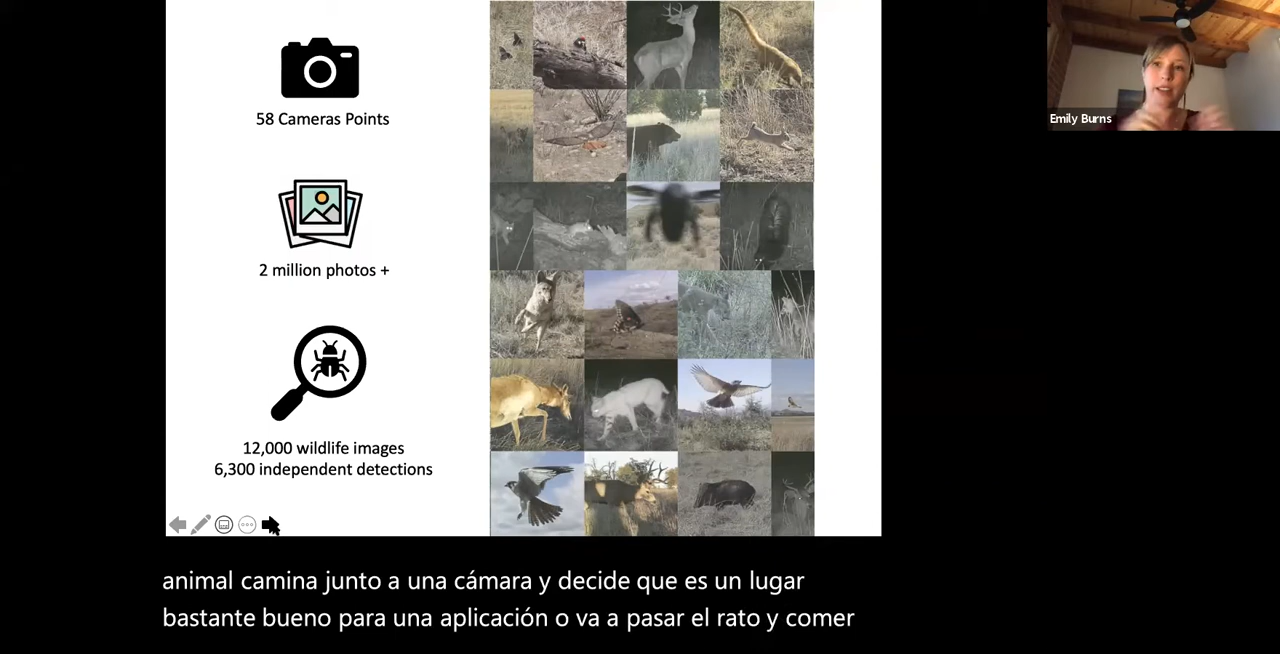 58 Cameras Points
2 million photos +
12,000 wildlife images
6,300 independent detections
Emily Burns
animal camina junto a una cámara y decide que es un lugar
bastante bueno para una aplicación o va a pasar el rato y comer